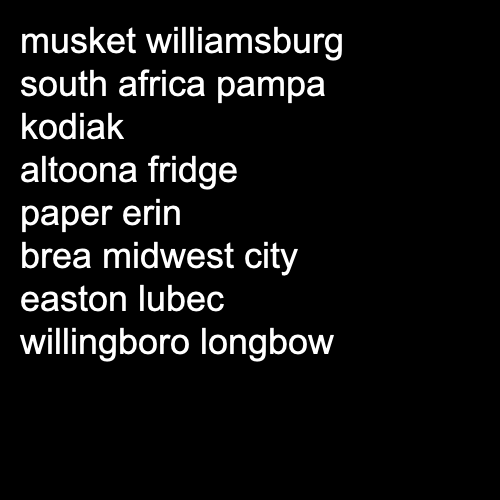 musket williamsburg
south africa pampa
kodiak
altoona fridge
paper erin
brea midwest city
easton lubec
willingboro longbow